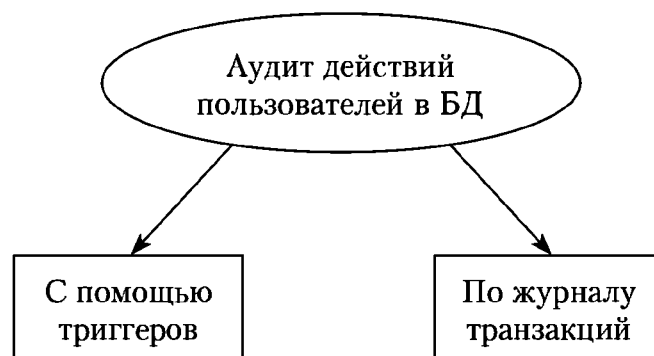 Аудит действий
пользователей в БД
С помощью
триггеров
По журналу
транзакций